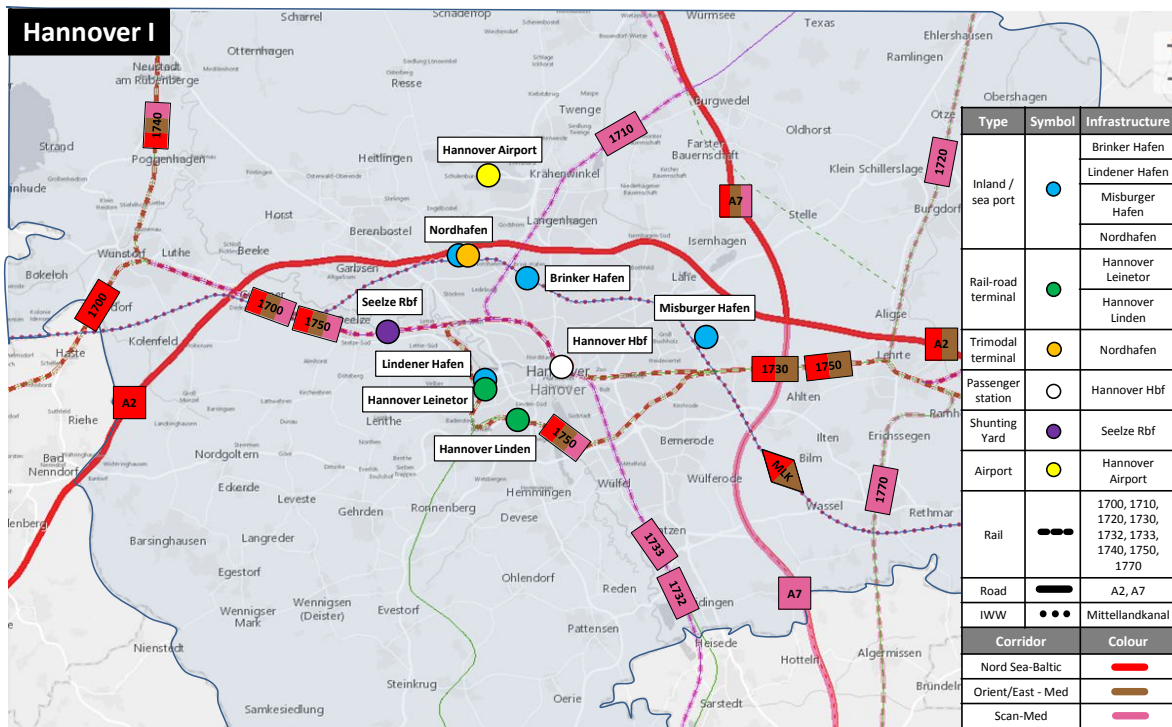 Hannover I
Scharrel
Schadehop
Wurmsee
Texas
Ehlershausen
Otternhagen
Ramlingen
Neustadt
am Rübenberge
Resse
Obershagen
Twenge
Burgwedel
Otze
1740
1710
Strand
Poggenhagen
Heitlingen
Hannover Airport
Krähenwinkel
Farster
Bauernschaft
Oldhorst
1720
Klein Schillerslage
A7
Burgdorf
Horst
Langenhagen
Stelle
Berenbostel
Nordhafen
Isernhagen
Wunstorf
Luthe
Beeke
Garbsen
Bokeloh
Brinker Hafen
1700
Seelze Rbf
Misburger Hafen
Aligse
1700
1750
Kolenfeld
Haste
Hannover Hbf
A2
Lehrte
Lindener Hafen
Hannover
Hannover
1730
1750
A2
Hannover Leinetor
Ahlten
Riehe
Lenthe
Hannover Linden
1750
Bemerode
Ilten
Erichssegen
Bad
Nenndorf
Nordgoltern
Bilm
MLK
Eckerde
Hemmingen
Wülfel
Wülferode
1770
Leveste
Wassel
Rethmar
Gehrden
Ronnenberg
Devese
Barsinghausen
Langreder
1733
Egestorf
Ohlendorf
Reden
1732
A7
Wennigser
Mark
Wennigsen
(Deister)
Evestorf
Pattensen
Heisede
Nienstedt
Hotteln
Algermissen
Steinkrug
Oerie
Sarstedt
Samkesiedlung
Type Symbol Infrastructure
Inland /
sea port
Brinker Hafen
Lindener Hafen
Misburger
Hafen
Nordhafen
Rail-road
terminal
Hannover
Leinetor
Hannover
Linden
Trimodal
terminal
Nordhafen
Passenger
station
Hannover Hbf
Shunting
Yard
Seelze Rbf
Airport
Hannover
Airport
Rail
1700, 1710,
1720, 1730,
1732, 1733,
1740, 1750,
1770
Road A2, A7
IWW Mittellandkanal
Corridor Colour
Nord Sea-Baltic
Orient/East - Med
Scan-Med